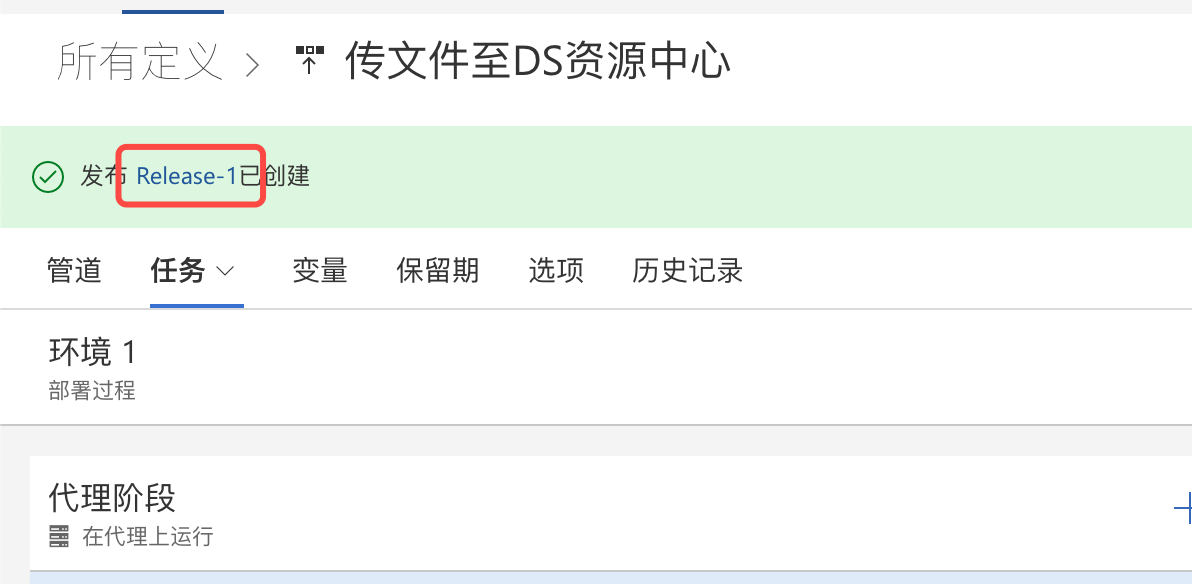 所有定义 > 传文件至DS资源中心
发布 Release-1已创建
管道 任务 变量 保留期 选项 历史记录
环境 1
部署过程
代理阶段
在代理上运行